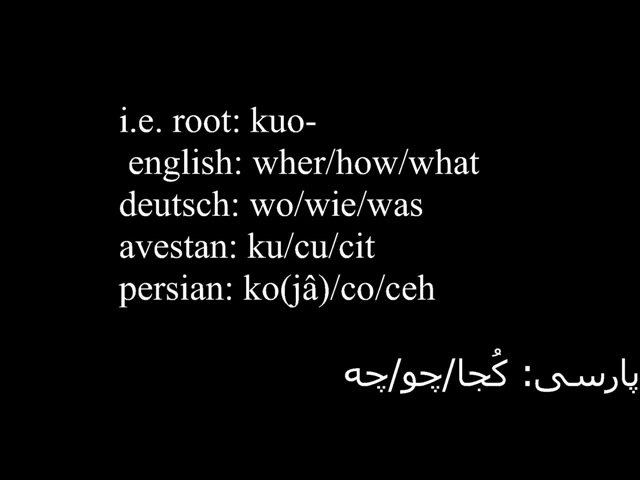 i.e. root: kuo-
english: wher/how/what
deutsch: wo/wie/was
avestan: ku/cu/cit
persian: ko(jâ)/co/ceh
پارسی: کُجا/چو/چه